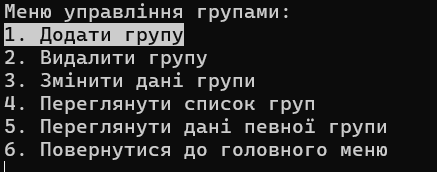 Меню управління групами:
1. Додати групу
2. Видалити групу
3. Змінити дані групи
4. Переглянути список груп
5. Переглянути дані певної групи
6. Повернутися до головного меню